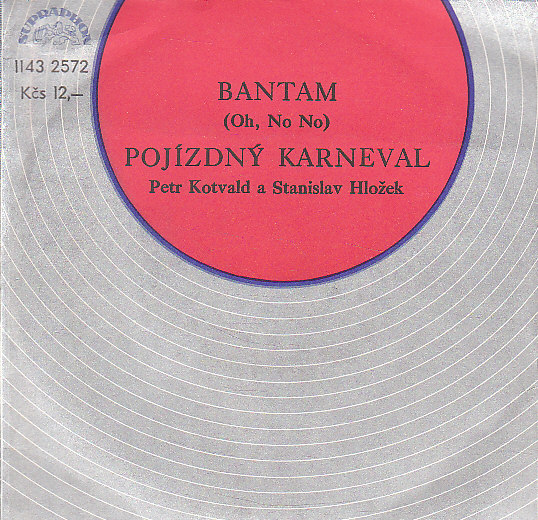 SUPRAPHON
1143 2572
Kčs 12,–
BANTAM
(Oh, No No)
POJÍZDNÝ KARNEVAL
Petr Kotvald a Stanislav Hložek